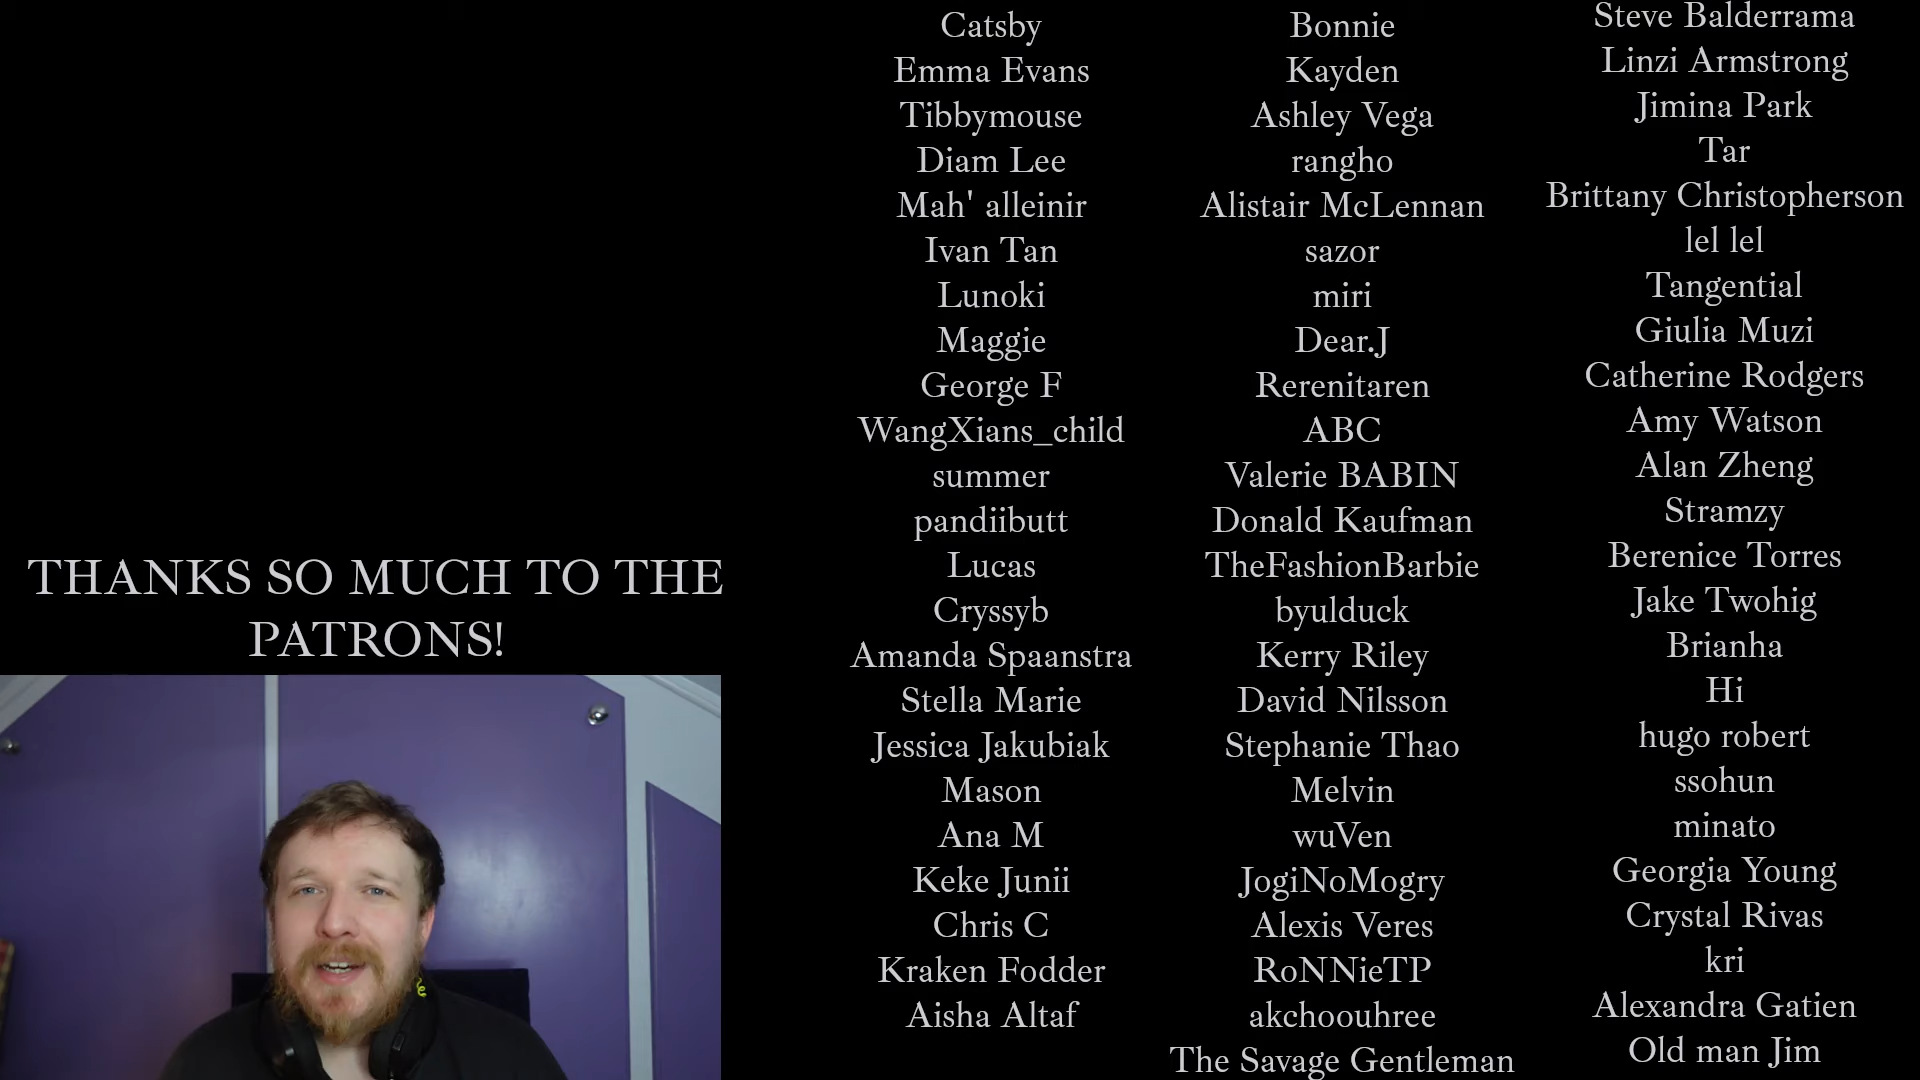 THANKS SO MUCH TO THE
PATRONS!
Catsby
Emma Evans
Tibbymouse
Diam Lee
Mah' alleinir
Ivan Tan
Lunoki
Maggie
George F
WangXians_child
summer
pandiibutt
Lucas
Cryssyb
Amanda Spaanstra
Stella Marie
Jessica Jakubiak
Mason
Ana M
Keke Junii
Chris C
Kraken Fodder
Aisha Altaf
Bonnie
Kayden
Ashley Vega
rangho
Alistair McLennan
sazor
miri
Dear.J
Rerenitaren
ABC
Valerie BABIN
Donald Kaufman
TheFashionBarbie
byulduck
Kerry Riley
David Nilsson
Stephanie Thao
Melvin
wuVen
JogiNoMogry
Alexis Veres
RoNNieTP
akchoouhree
The Savage Gentleman
Steve Balderrama
Linzi Armstrong
Jimina Park
Tar
Brittany Christopherson
lel lel
Tangential
Giulia Muzi
Catherine Rodgers
Amy Watson
Alan Zheng
Stramzy
Berenice Torres
Jake Twohig
Brianha
Hi
hugo robert
ssohun
minato
Georgia Young
Crystal Rivas
kri
Alexandra Gatien
Old man Jim